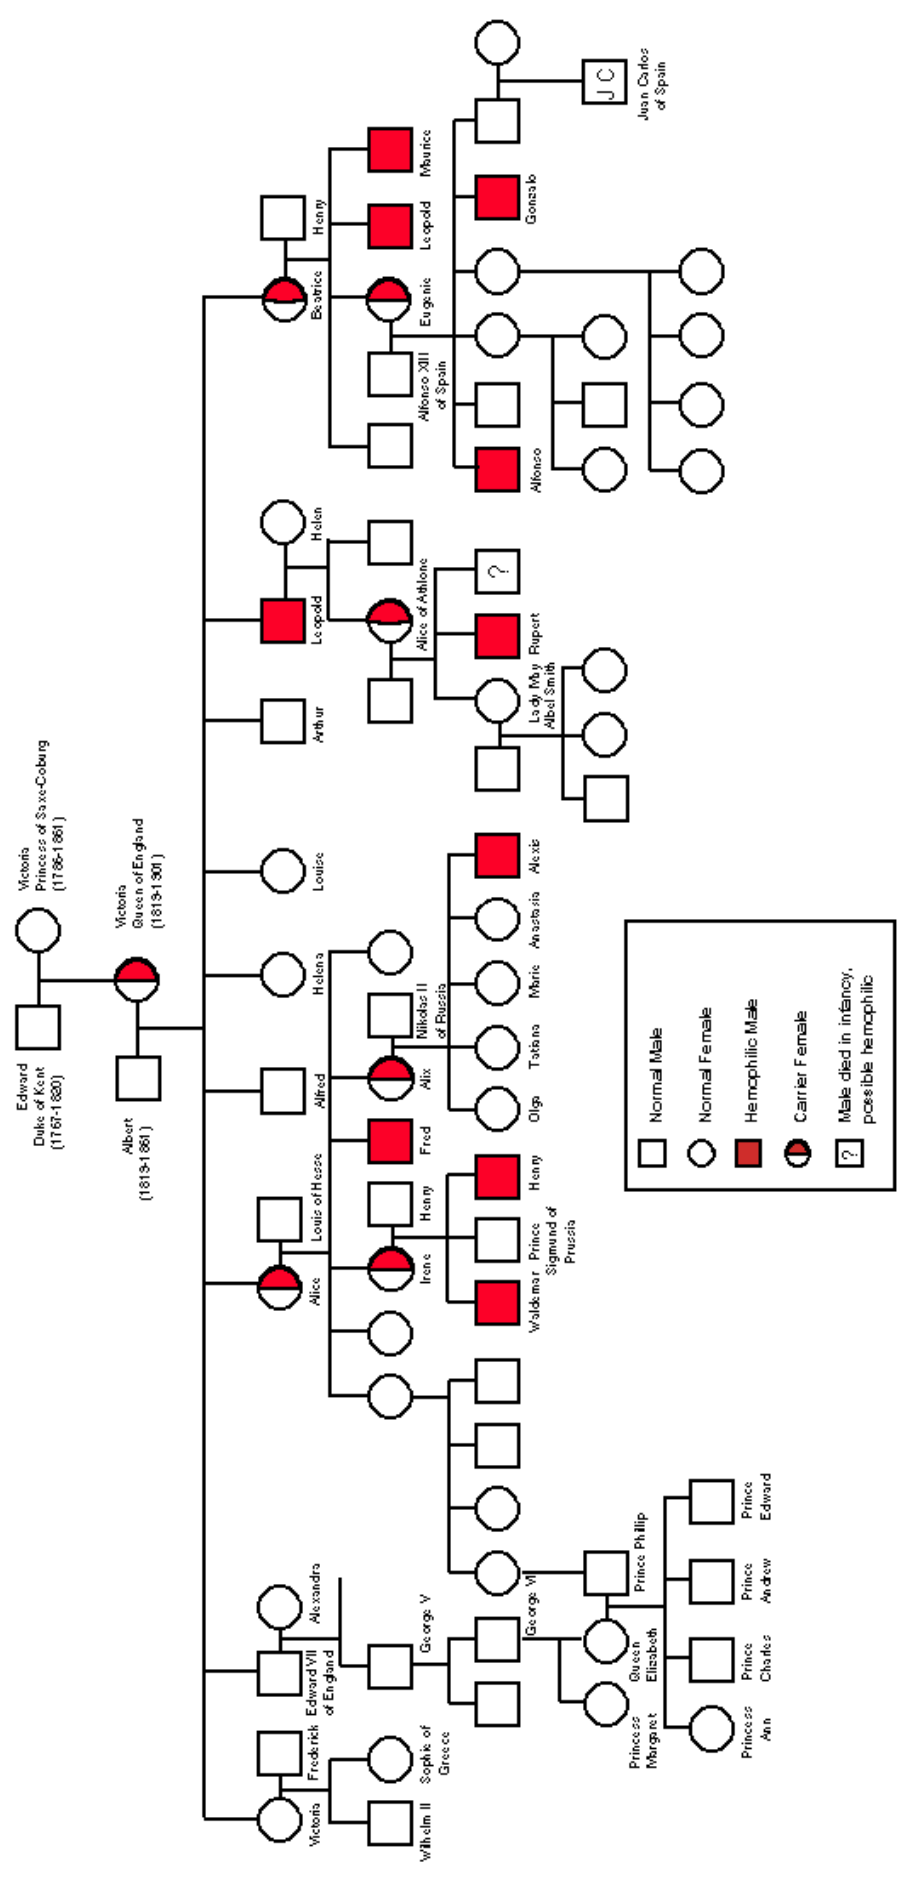 Victoria
Princess of Saxe-Coburg
(1786-1861)
Edward
Duke of Kent
(1767-1820)
Victoria
Queen of England
(1819-1901)
Albert
(1819-1861)
Victoria
Frederick
Edward VII
of England
Alexandra
Alice
Louis of Hesse
Alfred
Helena
Louise
Arthur
Leopold
Helen
Beatrice
Henry
Wilhelm II
Sophie of
Greece
George V
Irene
Henry
Fred
Alix
Nikolas II
of Russia
Alice of Athlone
Alfonso XIII
of Spain
Eugenie
Leopold
Maurice
George VI
Waldemar
Prince
Sigmund of
Prussia
Henry
Olga
Tatiana
Marie
Anastasia
Alexis
Lady May
Albel Smith
Rupert
?
Alfonso
Gonzalo
Princess
Margaret
Queen
Elizabeth
Prince Phillip
J C
Juan Carlos
of Spain
Princess
Ann
Prince
Charles
Prince
Andrew
Prince
Edward
Normal Male
Normal Female
Hemophilic Male
Carrier Female
?
Male died in infancy,
possible hemophilic